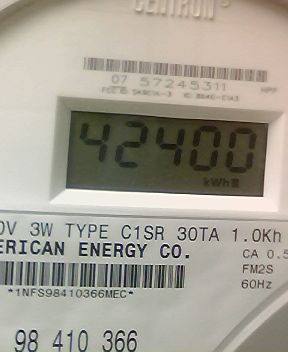 CENTRON
07 57245311
42400
kWh
0V 3W TYPE C1SR 30TA 1.0Kh
ERICAN ENERGY CO.
CA 0.5
FM2S
60Hz
*1NFS98410366MEC*
98 410 366